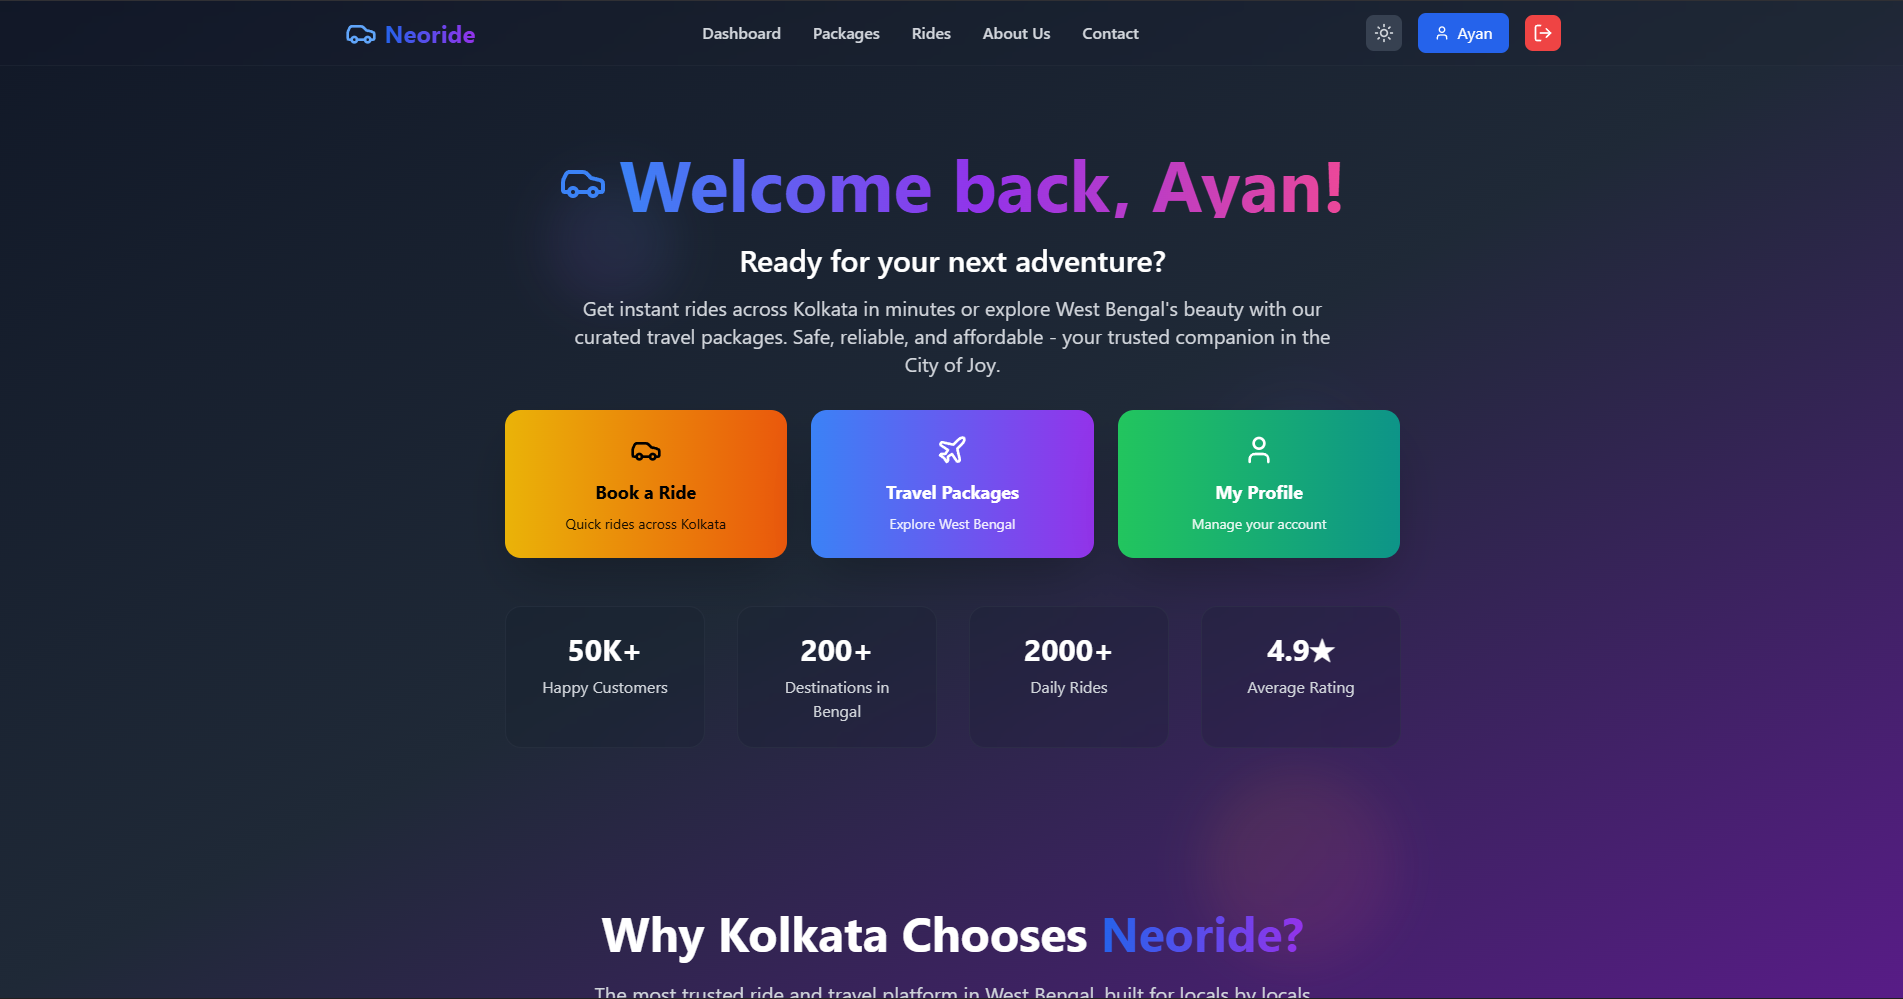 Neoride
Dashboard
Packages
Rides
About Us
Contact
Ayan
Welcome back, Ayan!
Ready for your next adventure?
Get instant rides across Kolkata in minutes or explore West Bengal's beauty with our
curated travel packages. Safe, reliable, and affordable - your trusted companion in the
City of Joy.
Book a Ride
Quick rides across Kolkata
Travel Packages
Explore West Bengal
My Profile
Manage your account
50K+
Happy Customers
200+
Destinations in
Bengal
2000+
Daily Rides
4.9★
Average Rating
Why Kolkata Chooses Neoride?
The most trusted ride and travel platform in West Bengal, built for locals by locals